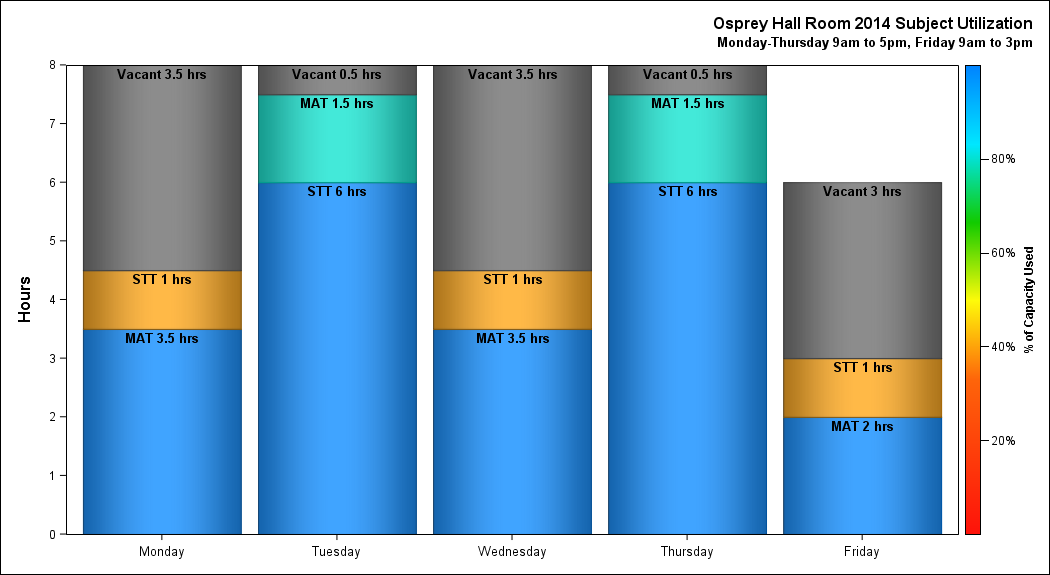 Osprey Hall Room 2014 Subject Utilization
Monday-Thursday 9am to 5pm, Friday 9am to 3pm
Hours
8
7
6
5
4
3
2
1
0
Vacant 3.5 hrs
STT 1 hrs
MAT 3.5 hrs
Vacant 0.5 hrs
MAT 1.5 hrs
STT 6 hrs
Vacant 3.5 hrs
STT 1 hrs
MAT 3.5 hrs
Vacant 0.5 hrs
MAT 1.5 hrs
STT 6 hrs
Vacant 3 hrs
STT 1 hrs
MAT 2 hrs
Monday
Tuesday
Wednesday
Thursday
Friday
80%
60%
40%
20%
% of Capacity Used